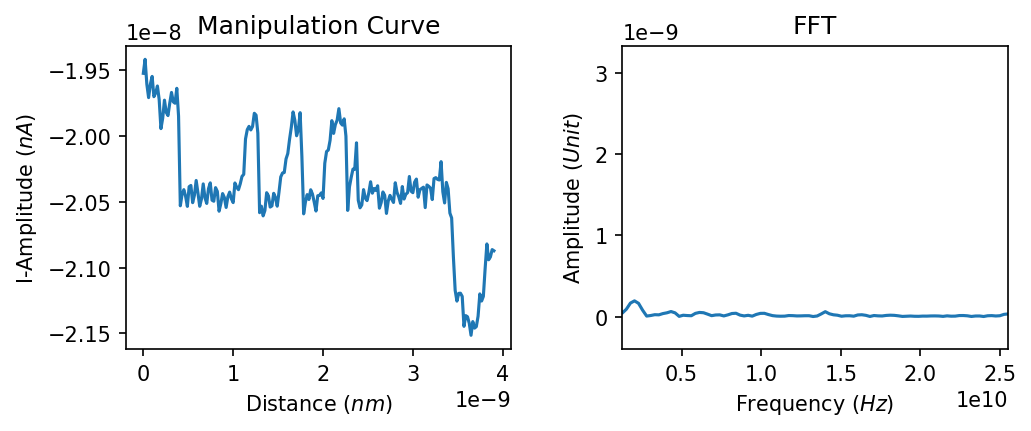 Manipulation Curve
1e−8
−1.95
−2.00
−2.05
−2.10
−2.15
I-Amplitude (nA)
0 1 2 3 4
1e−9
Distance (nm)
FFT
1e−9
3
2
1
0
Amplitude (Unit)
0.5 1.0 1.5 2.0 2.5
1e10
Frequency (Hz)